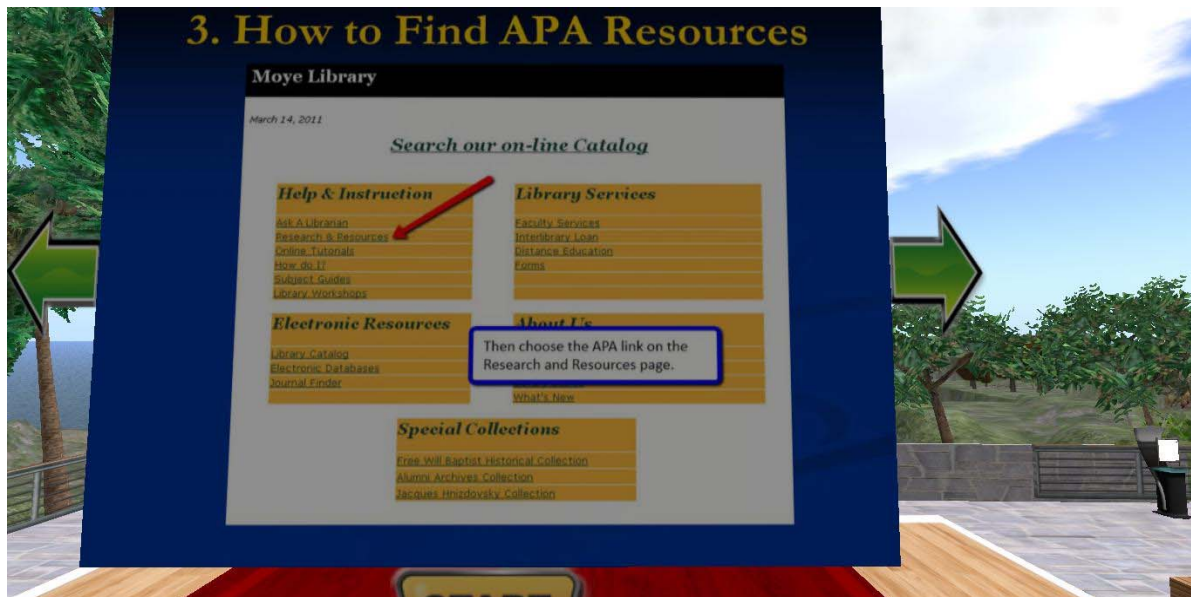 3. How to Find APA Resources
Moye Library
March 14, 2011
Search our on-line Catalog
Help & Instruction
Ask A Librarian
Research & Resources
Online Tutorials
How do I?
Subject Guides
Library Workshops
Library Services
Faculty Services
Interlibrary Loan
Distance Education
Forms
Electronic Resources
Library Catalog
Electronic Databases
Journal Finder
About Us
Then choose the APA link on the
Research and Resources page.
What's New
Special Collections
Free Will Baptist Historical Collection
Alumni Archives Collection
Jacques Hnizdovsky Collection
START